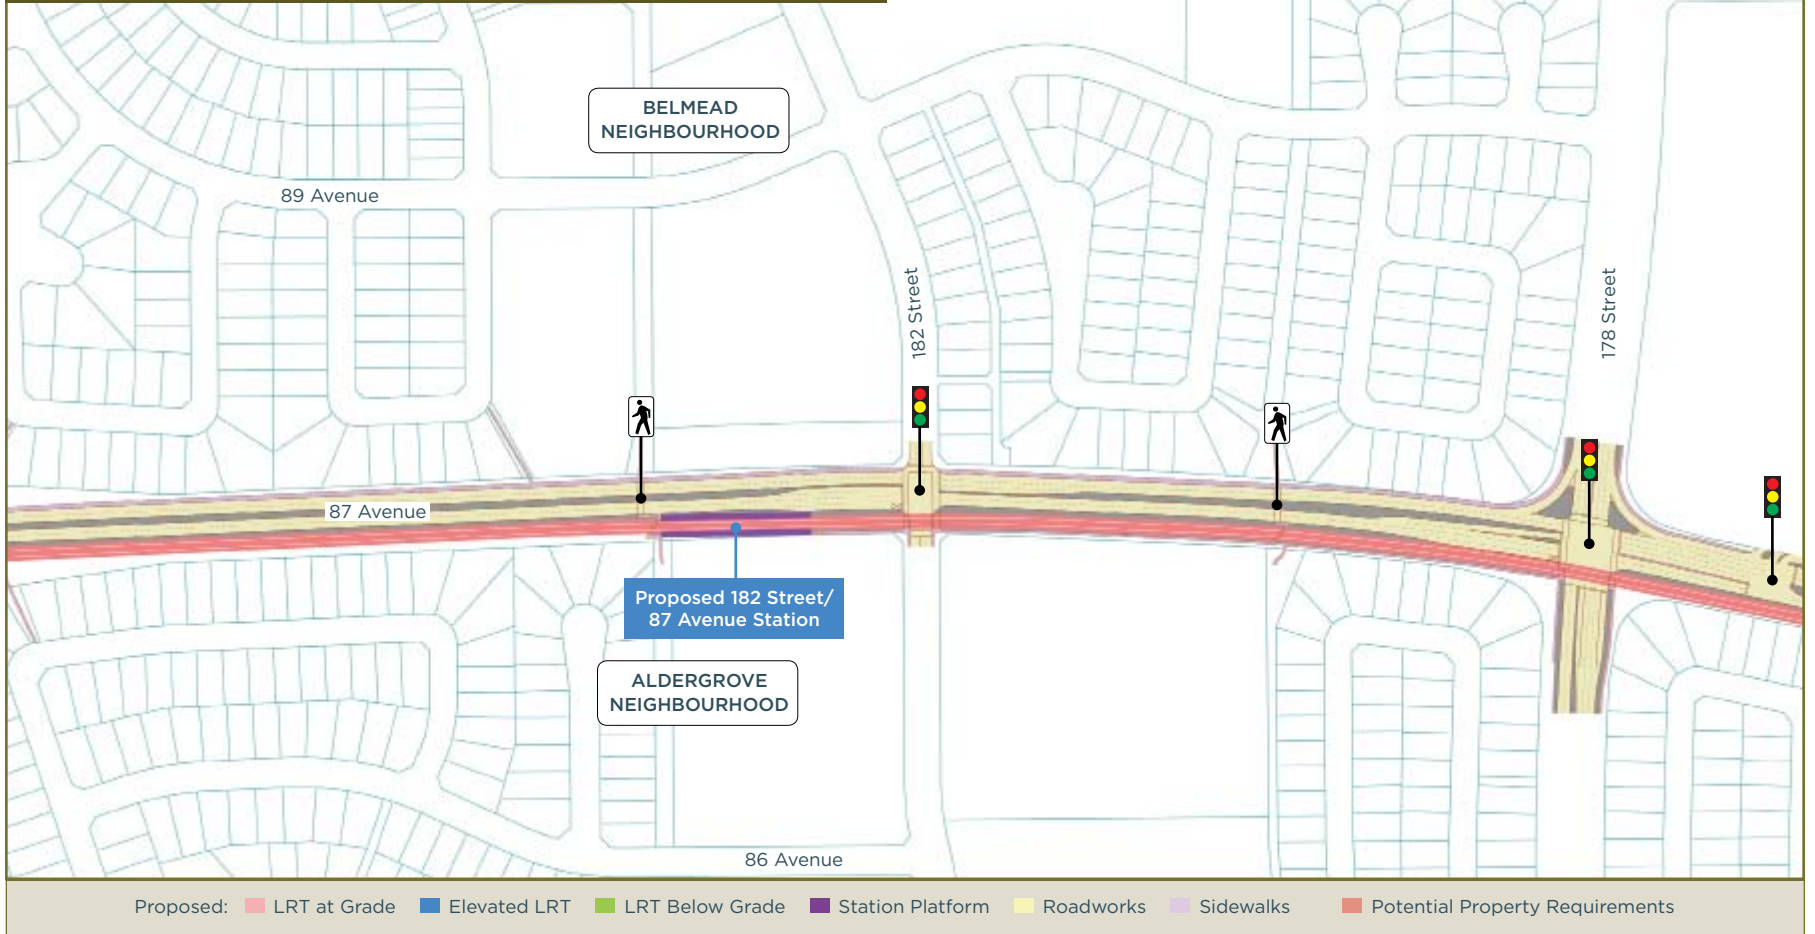 BELMEAD
NEIGHBOURHOOD
89 Avenue
182 Street
178 Street
87 Avenue
Proposed 182 Street/
87 Avenue Station
ALDERGROVE
NEIGHBOURHOOD
86 Avenue
Proposed: LRT at Grade Elevated LRT LRT Below Grade Station Platform Roadworks Sidewalks Potential Property Requirements